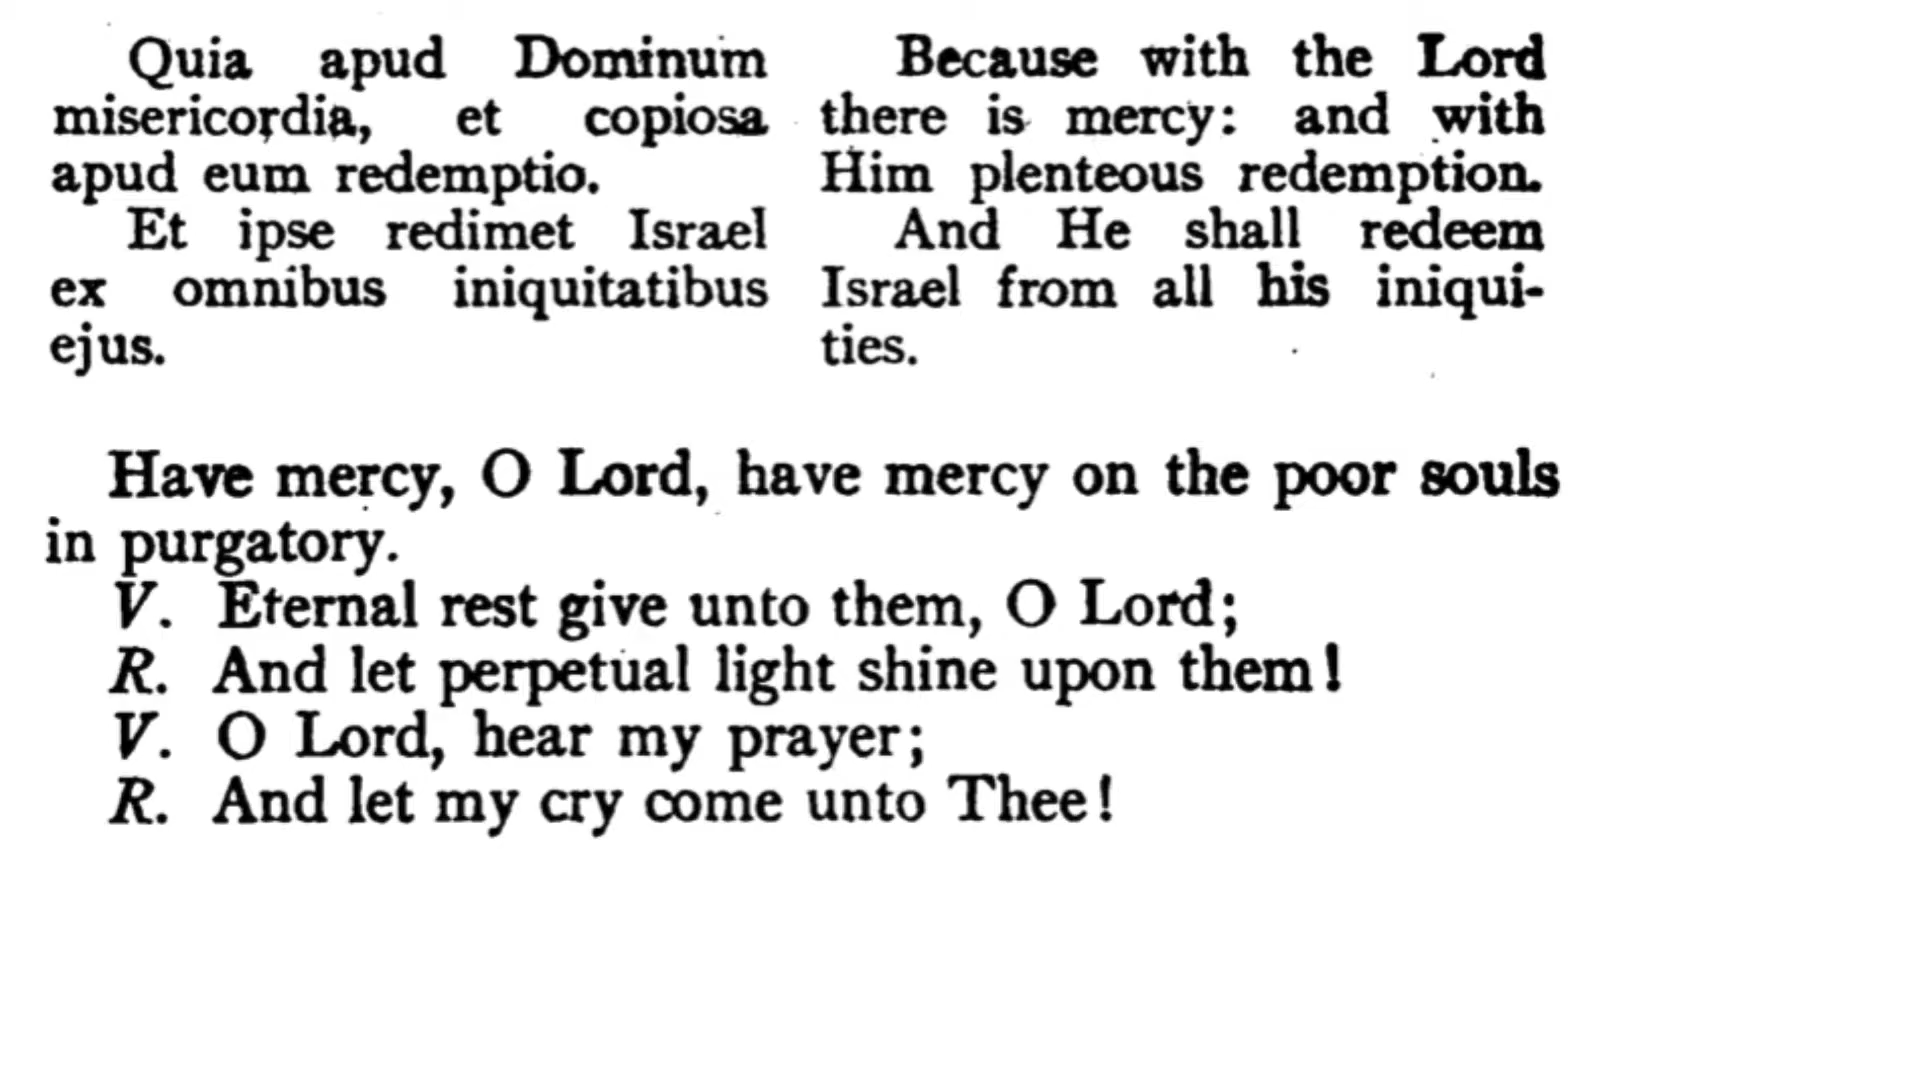 Quia apud Dominum
misericordia, et copiosa
apud eum redemptio.
Et ipse redimet Israel
ex omnibus iniquitatibus
ejus.
Because with the Lord
there is mercy: and with
Him plenteous redemption.
And He shall redeem
Israel from all his iniqui-
ties.
Have mercy, O Lord, have mercy on the poor souls
in purgatory.
V. Eternal rest give unto them, O Lord;
R. And let perpetual light shine upon them!
V. O Lord, hear my prayer;
R. And let my cry come unto Thee!